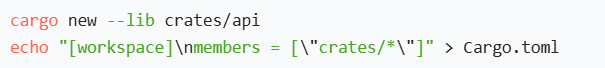 cargo new --lib crates/api
echo "[workspace]\nmembers = [\"crates/*\"]" > Cargo.toml